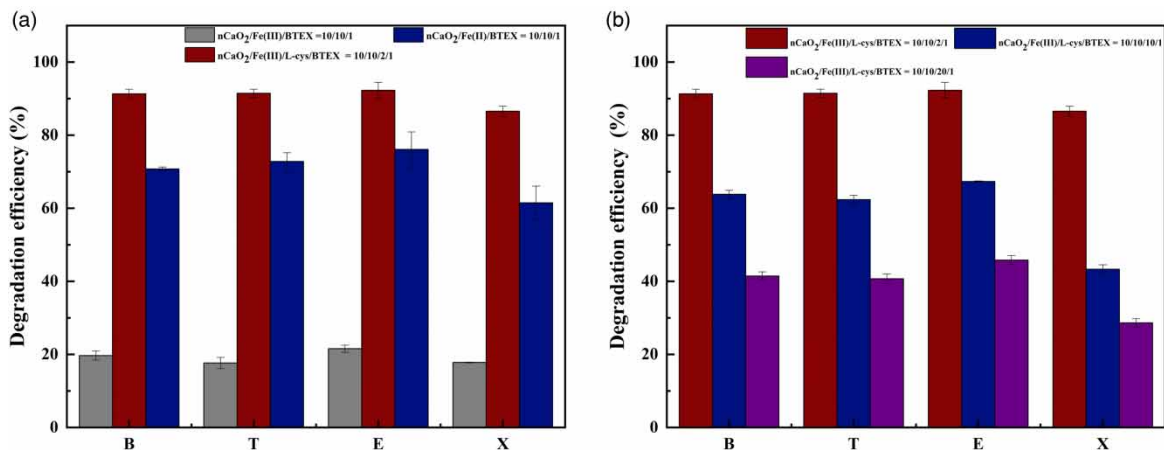 (a)
nCaO2/Fe(III)/BTEX =10/10/1
nCaO2/Fe(II)/BTEX = 10/10/1
nCaO2/Fe(III)/L-cys/BTEX = 10/10/2/1
Degradation efficiency (%)
100
80
60
40
20
0
B T E X
(b)
nCaO2/Fe(III)/L-cys/BTEX = 10/10/2/1
nCaO2/Fe(III)/L-cys/BTEX = 10/10/10/1
nCaO2/Fe(III)/L-cys/BTEX = 10/10/20/1
Degradation efficiency (%)
100
80
60
40
20
0
B T E X